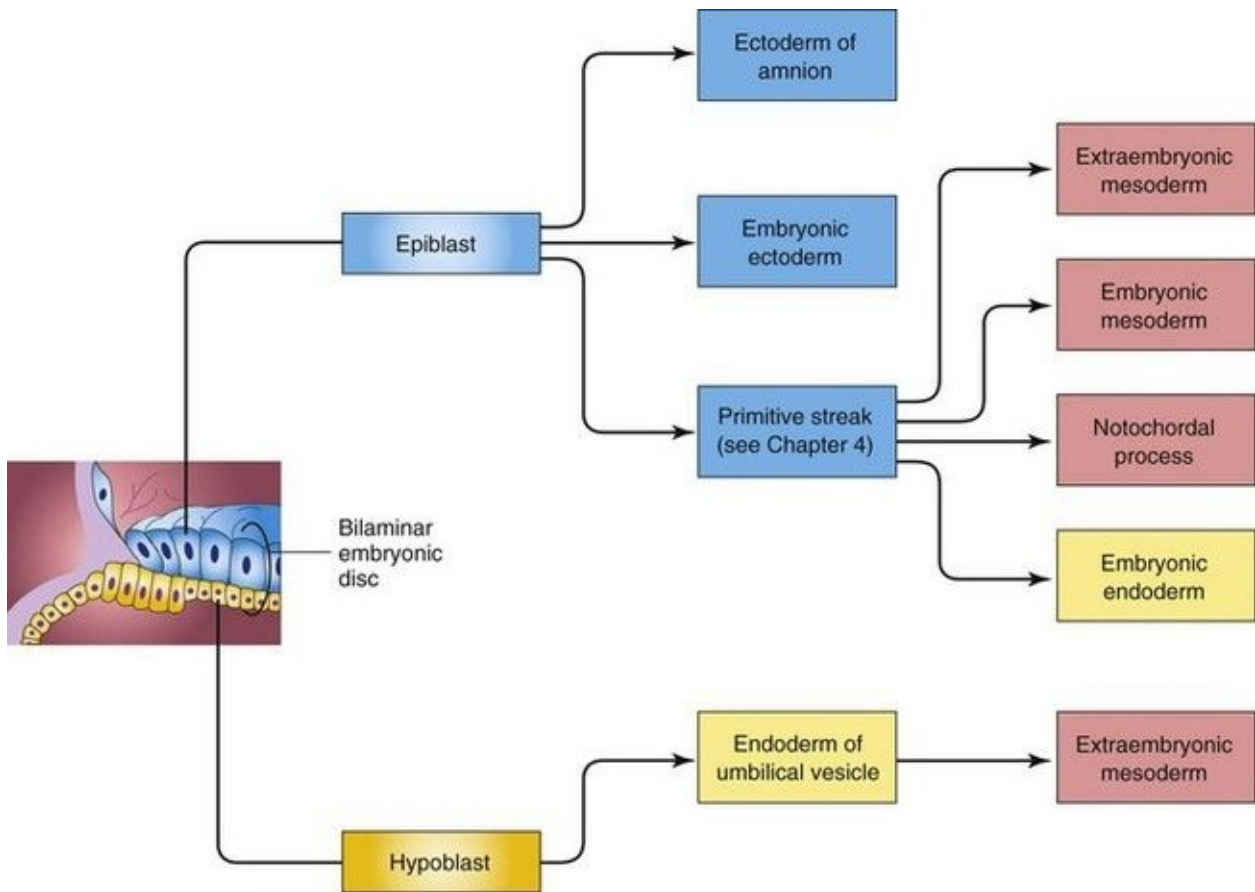 Ectoderm of
amnion
Extraembryonic
mesoderm
Epiblast
Embryonic
ectoderm
Embryonic
mesoderm
Primitive streak
(see Chapter 4)
Notochordal
process
Bilaminar
embryonic
disc
Embryonic
endoderm
Endoderm of
umbilical vesicle
Extraembryonic
mesoderm
Hypoblast